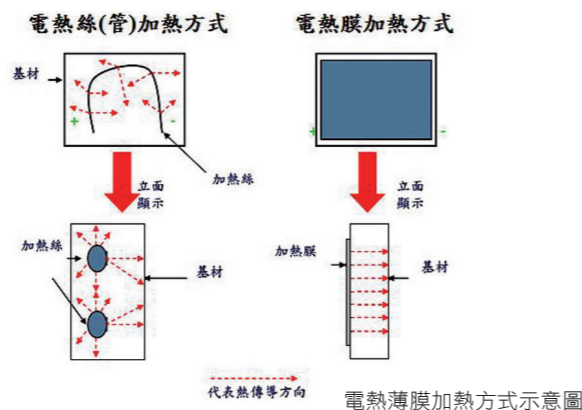 電熱絲(管)加熱方式
電熱膜加熱方式
基材
+
-
加熱絲
+
-
立面
顯示
立面
顯示
加熱絲
基材
加熱膜
基材
代表熱傳導方向
電熱薄膜加熱方式示意圖